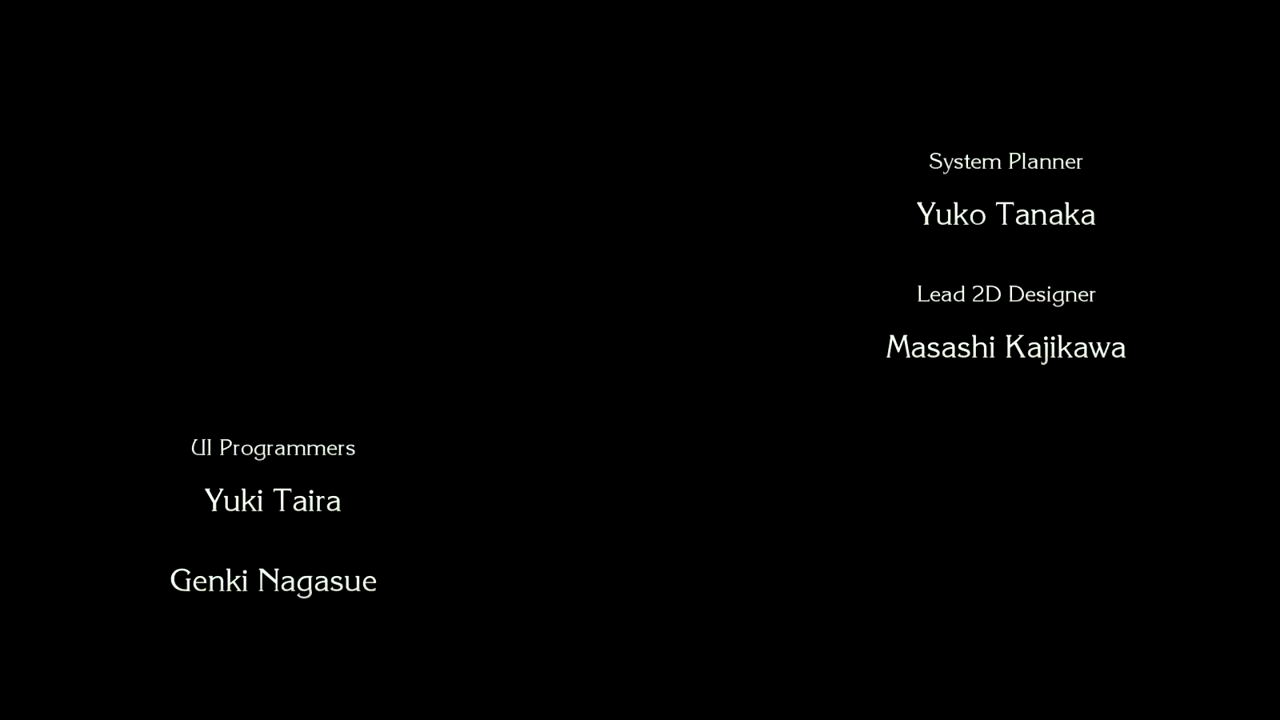 System Planner
Yuko Tanaka
Lead 2D Designer
Masashi Kajikawa
UI Programmers
Yuki Taira
Genki Nagasue